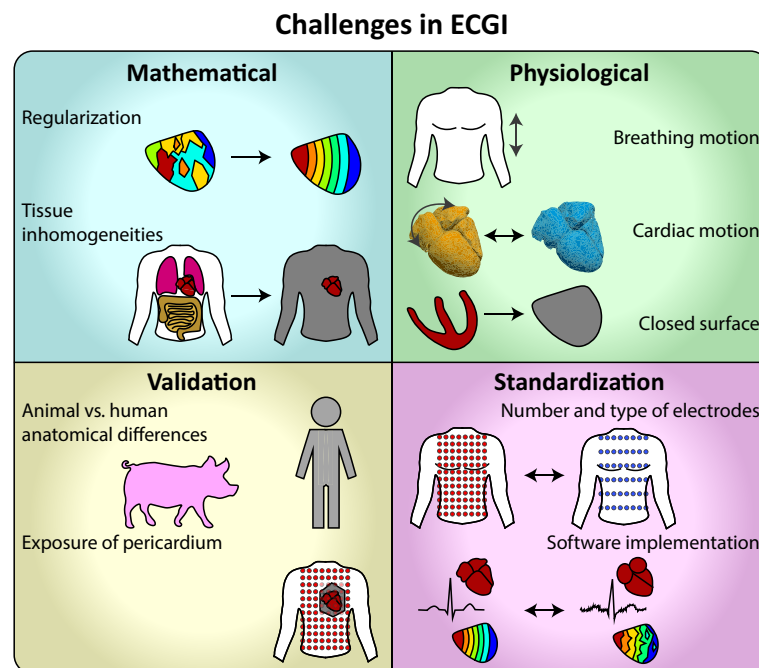 Challenges in ECGI
Mathematical
Regularization
Tissue
inhomogeneities
Physiological
Breathing motion
Cardiac motion
Closed surface
Validation
Animal vs. human
anatomical differences
Exposure of pericardium
Standardization
Number and type of electrodes
Software implementation